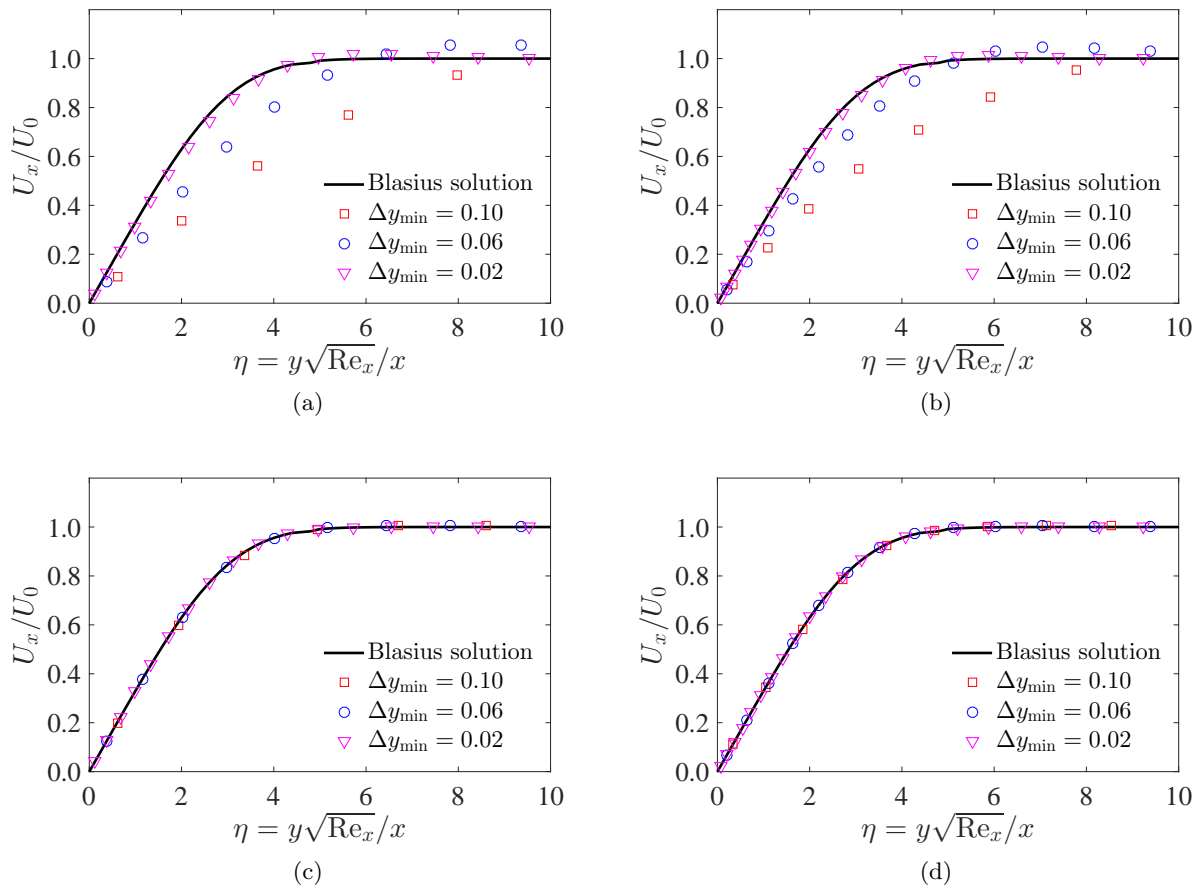 1.0
0.8
0.6
0.4
0.2
0.0
U_x/U_0
Blasius solution
Δy_min = 0.10
Δy_min = 0.06
Δy_min = 0.02
0 2 4 6 8 10
η = y√Re_x/x
(a)
1.0
0.8
0.6
0.4
0.2
0.0
U_x/U_0
Blasius solution
Δy_min = 0.10
Δy_min = 0.06
Δy_min = 0.02
0 2 4 6 8 10
η = y√Re_x/x
(b)
1.0
0.8
0.6
0.4
0.2
0.0
U_x/U_0
Blasius solution
Δy_min = 0.10
Δy_min = 0.06
Δy_min = 0.02
0 2 4 6 8 10
η = y√Re_x/x
(c)
1.0
0.8
0.6
0.4
0.2
0.0
U_x/U_0
Blasius solution
Δy_min = 0.10
Δy_min = 0.06
Δy_min = 0.02
0 2 4 6 8 10
η = y√Re_x/x
(d)